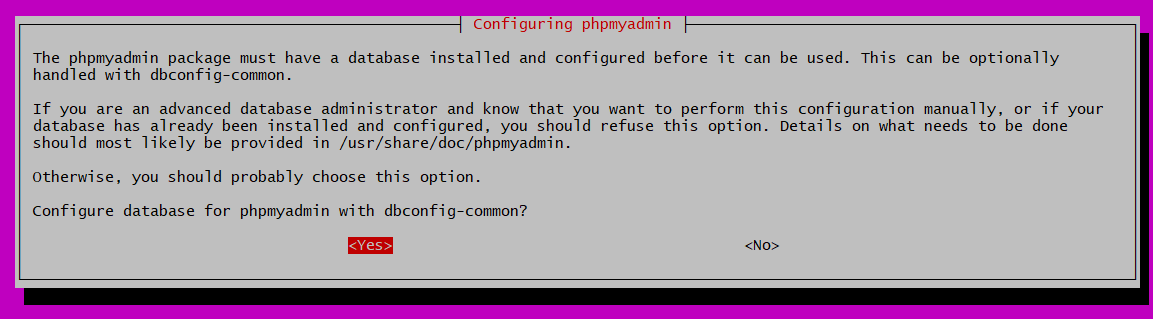 Configuring phpmyadmin
The phpmyadmin package must have a database installed and configured before it can be used. This can be optionally
handled with dbconfig-common.
If you are an advanced database administrator and know that you want to perform this configuration manually, or if your
database has already been installed and configured, you should refuse this option. Details on what needs to be done
should most likely be provided in /usr/share/doc/phpmyadmin.
Otherwise, you should probably choose this option.
Configure database for phpmyadmin with dbconfig-common?
<Yes> <No>